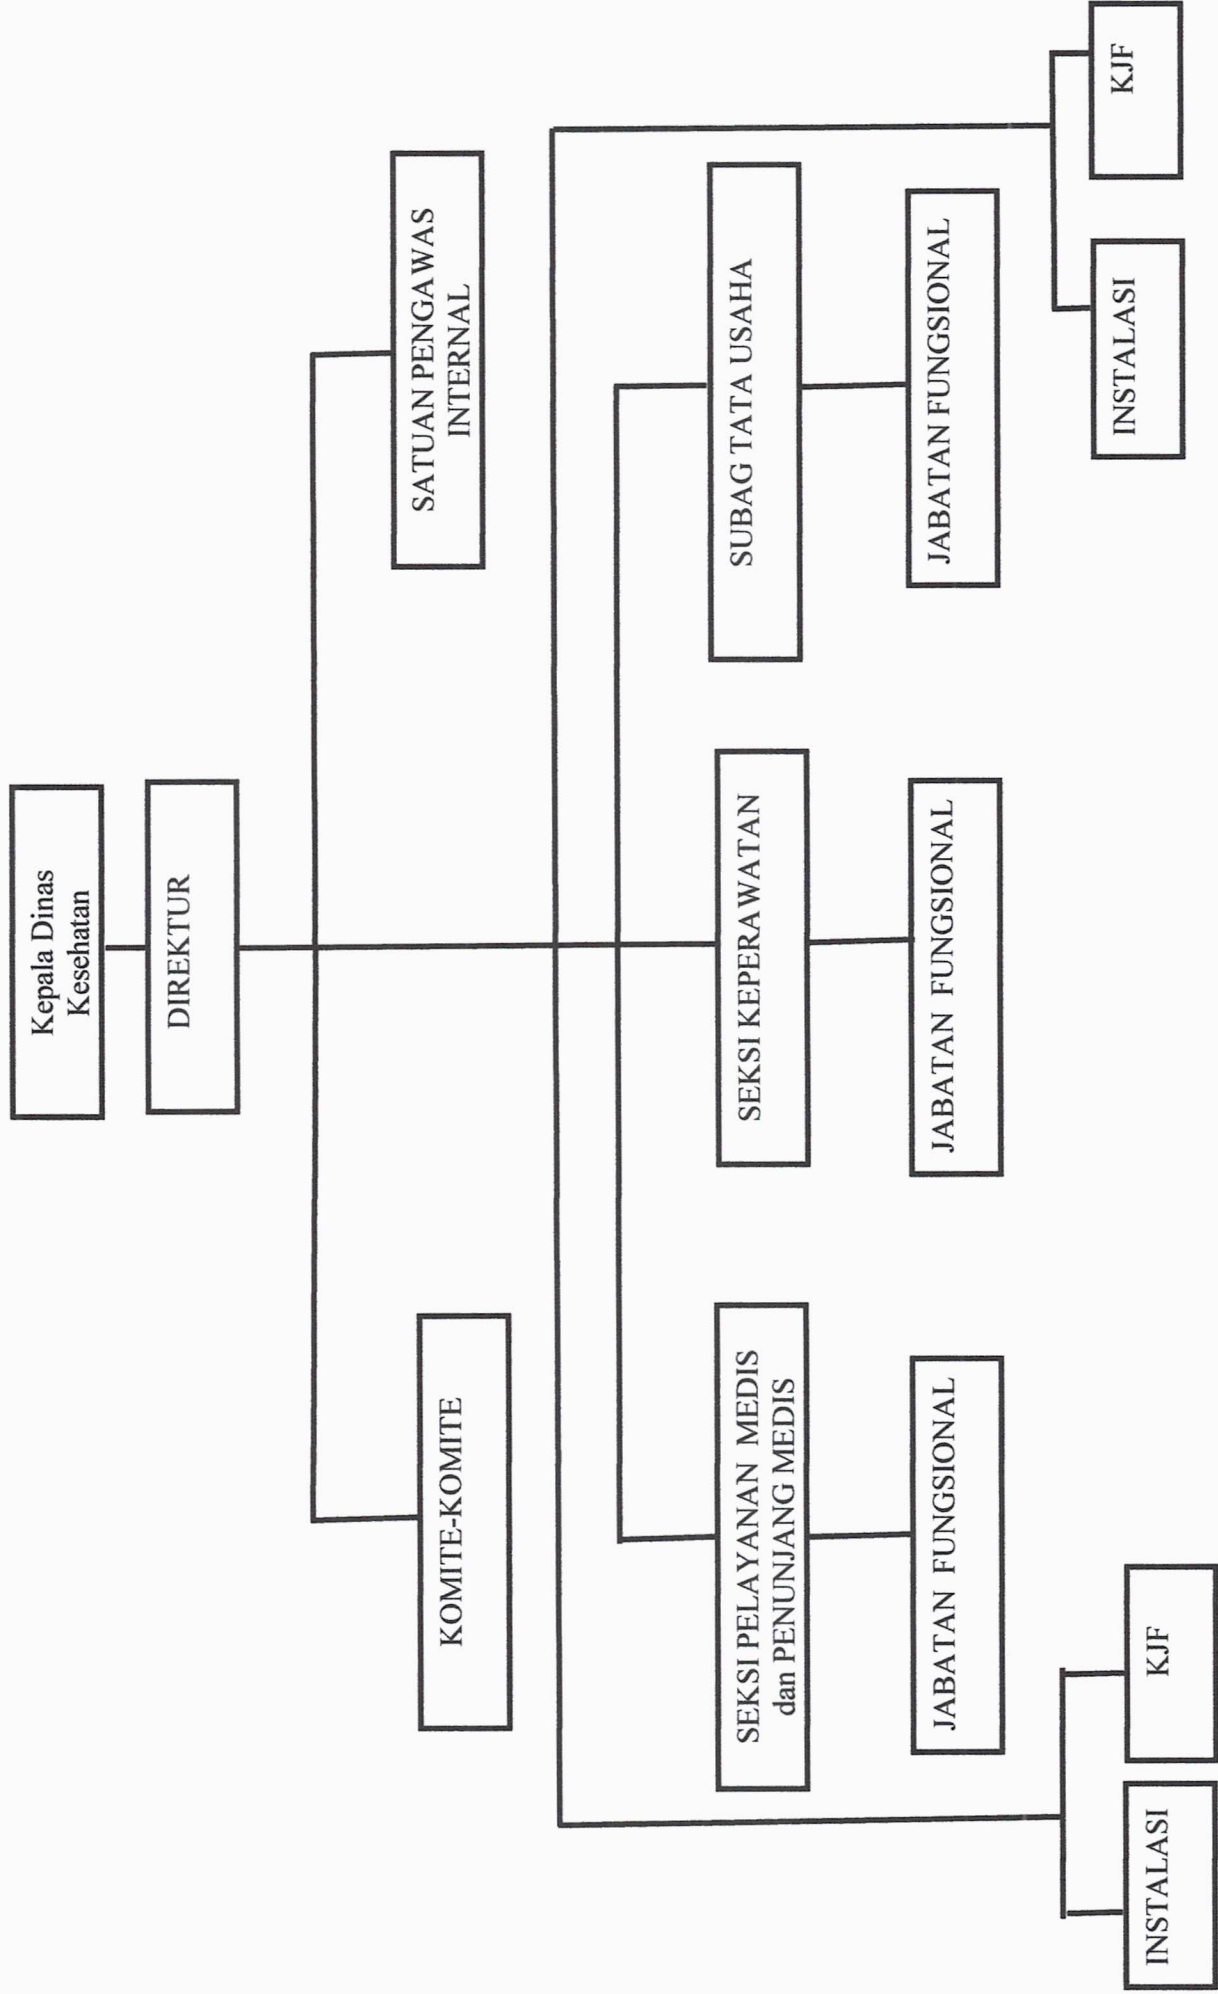 Kepala Dinas
Kesehatan
DIREKTUR
KOMITE-KOMITE
SATUAN PENGAWAS
INTERNAL
SEKSI PELAYANAN MEDIS
dan PENUNJANG MEDIS
SEKSI KEPERAWATAN
SUBAG TATA USAHA
JABATAN FUNGSIONAL
JABATAN FUNGSIONAL
JABATAN FUNGSIONAL
INSTALASI
KJF
INSTALASI
KJF